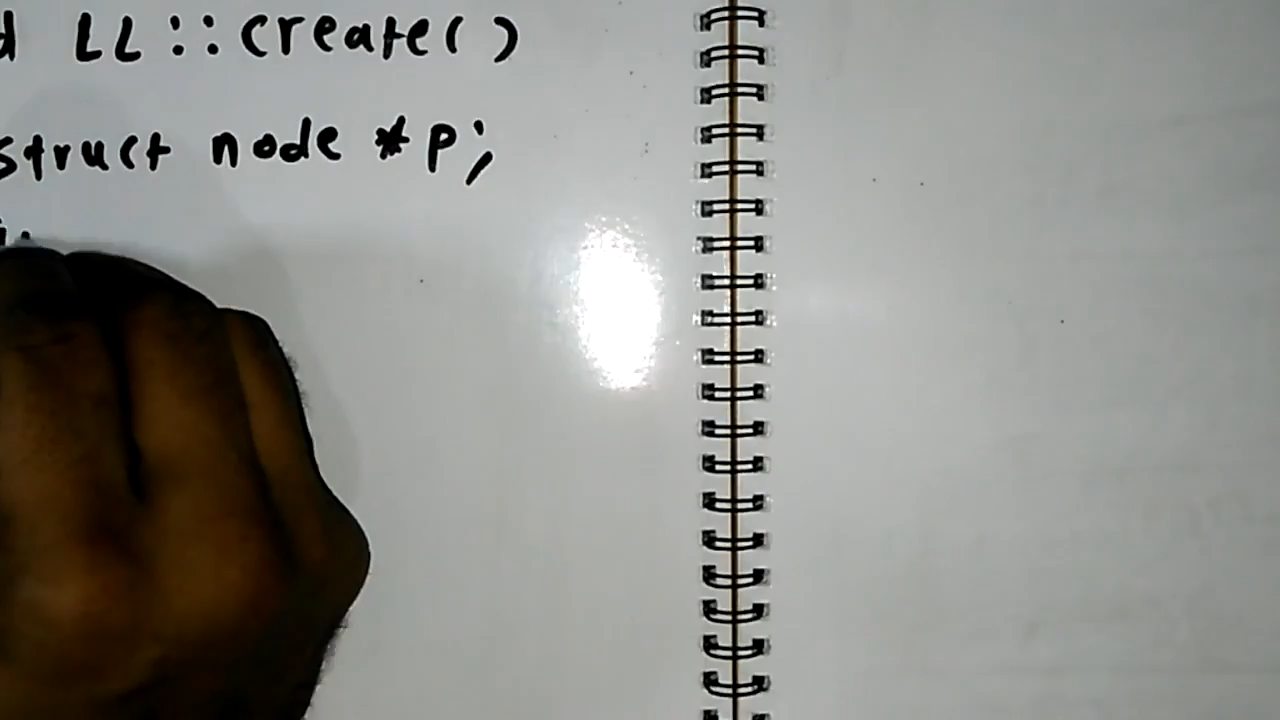 LL::create()
struct node *p;